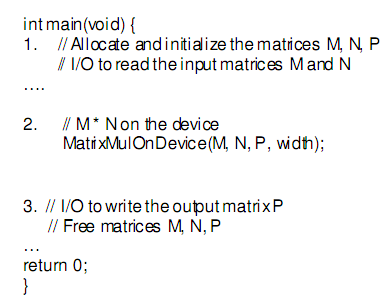 int main(void) {
1. // Allocate and initialize the matrices M, N, P
// I/O to read the input matrices M and N
....
2. // M * N on the device
MatrixMulOnDevice(M, N, P, width);
3. // I/O to write the output matrix P
// Free matrices M, N, P
...
return 0;
}